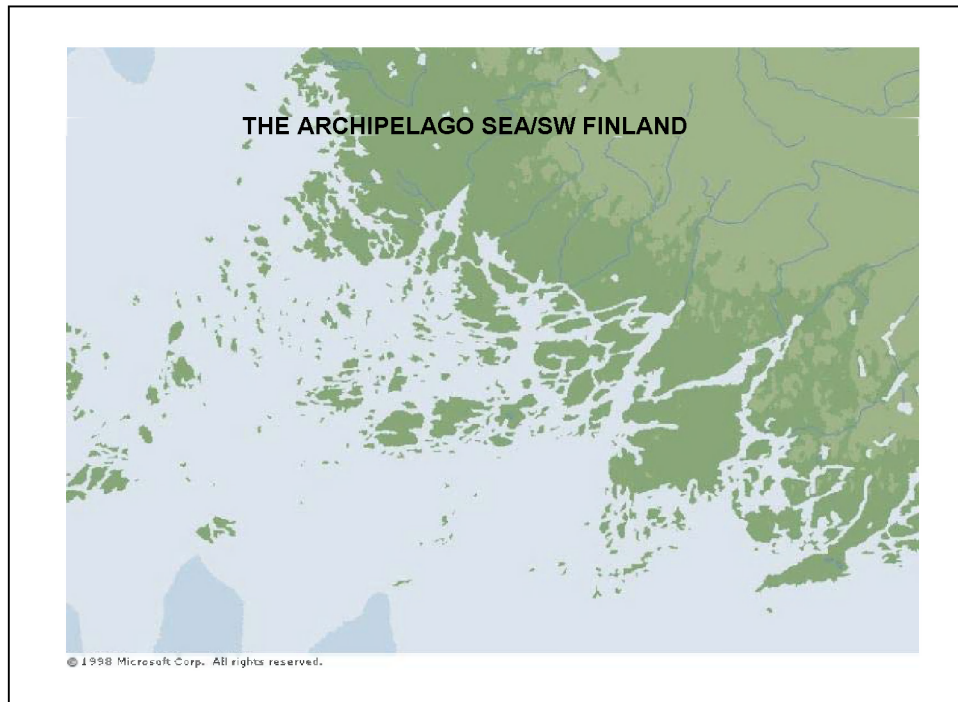 THE ARCHIPELAGO SEA/SW FINLAND
© 1998 Microsoft Corp. All rights reserved.